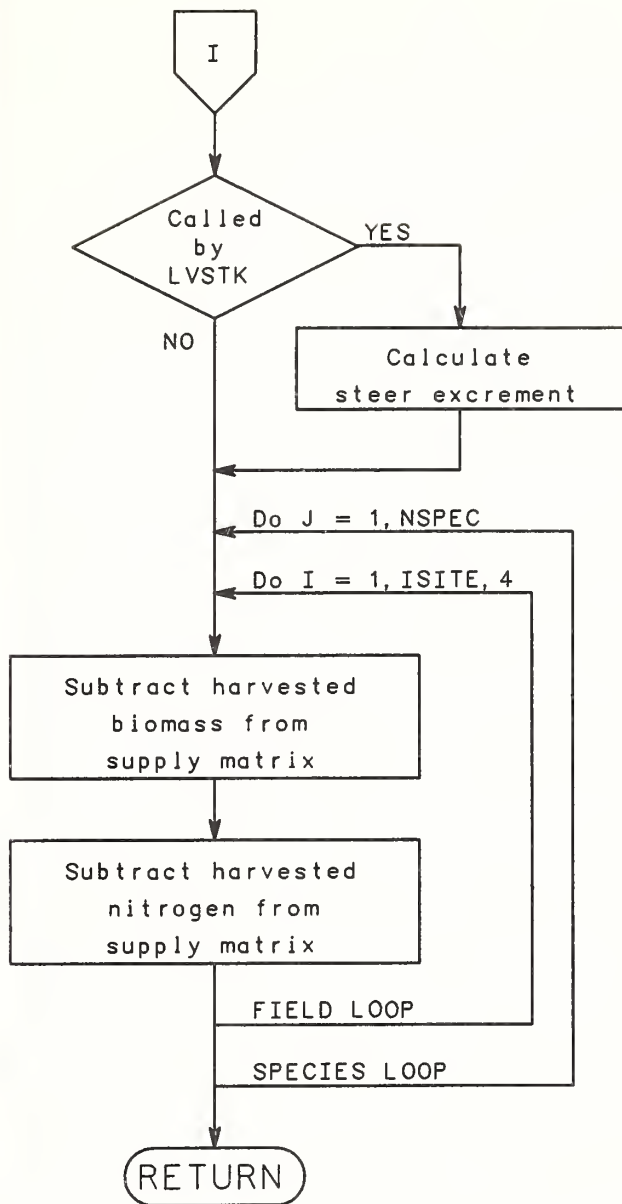 I
Called
by
LVSTK
YES
NO
Calculate
steer excrement
Do J = 1, NSPEC
Do I = 1, ISITE, 4
Subtract harvested
biomass from
supply matrix
Subtract harvested
nitrogen from
supply matrix
FIELD LOOP
SPECIES LOOP
RETURN